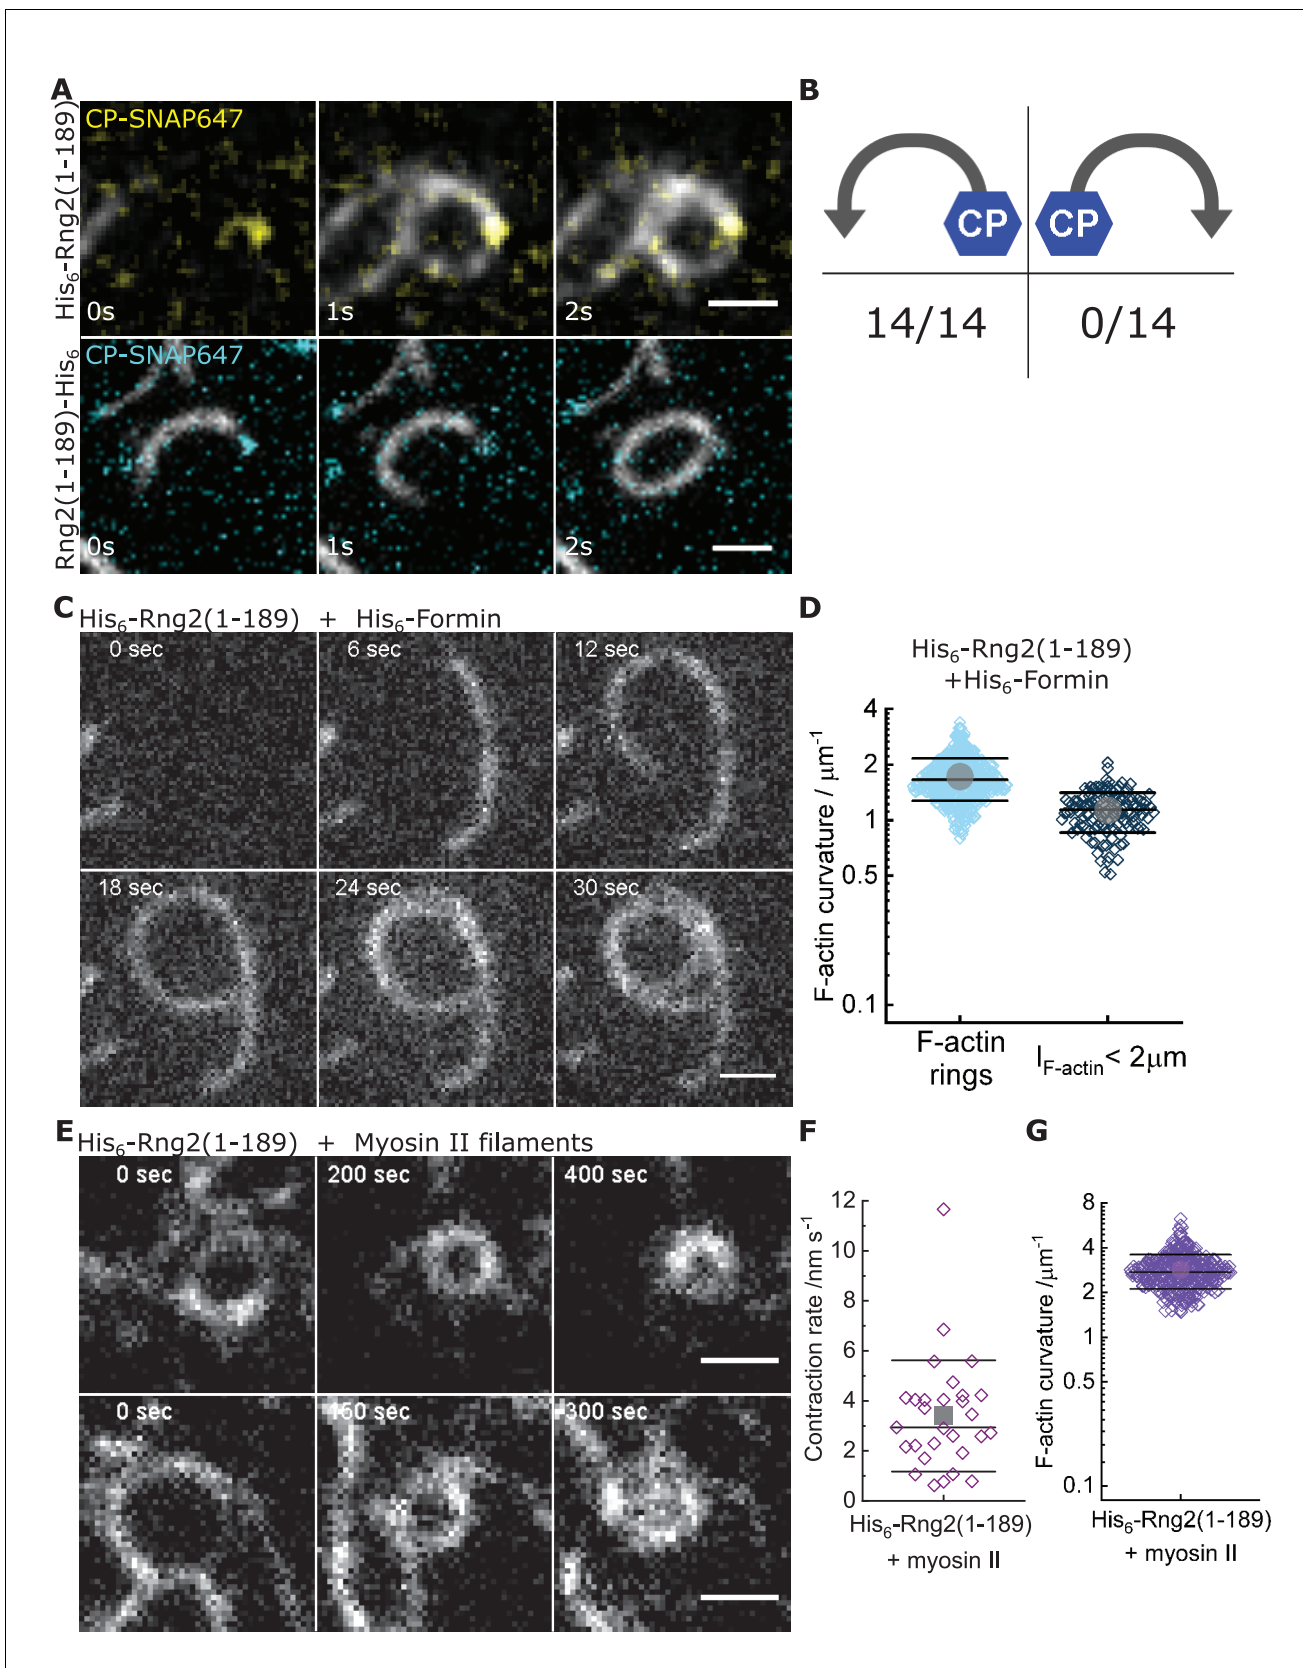 A
His₆-Rng2(1-189)
CP-SNAP647
0s
1s
2s
Rng2(1-189)-His₆
CP-SNAP647
0s
1s
2s
B
CP
CP
14/14
0/14
C
His₆-Rng2(1-189) + His₆-Formin
0 sec
6 sec
12 sec
18 sec
24 sec
30 sec
D
His₆-Rng2(1-189)
+His₆-Formin
F-actin curvature / μm⁻¹
4
2
1
0.5
0.1
F-actin
rings
l_F-actin < 2μm
E
His₆-Rng2(1-189) + Myosin II filaments
0 sec
200 sec
400 sec
0 sec
160 sec
300 sec
F
Contraction rate /nm s⁻¹
12
10
8
6
4
2
0
His₆-Rng2(1-189)
+ myosin II
G
F-actin curvature /μm⁻¹
8
4
2
1
0.5
0.1
His₆-Rng2(1-189)
+ myosin II